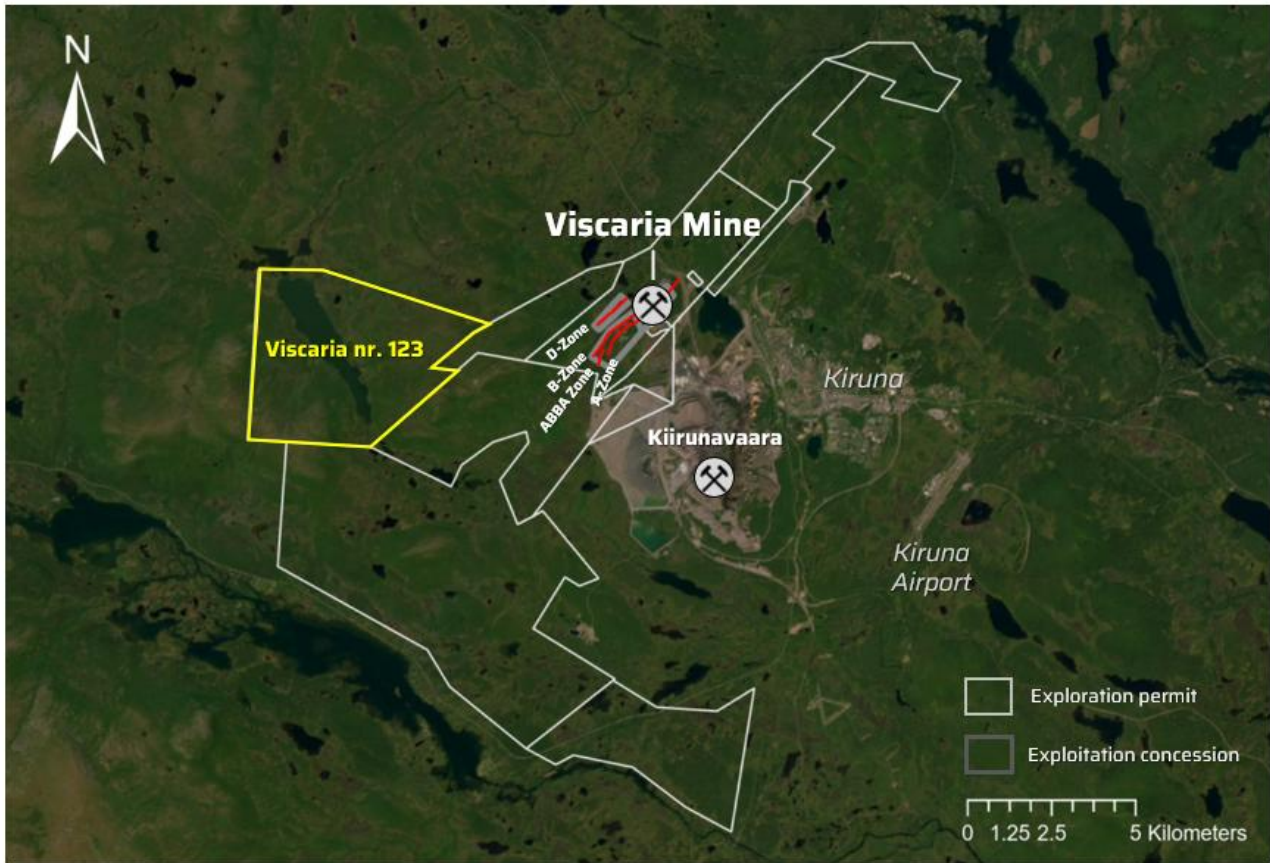 N
Viscaria Mine
Viscaria nr. 123
D-Zone
B-Zone
ABBA Zone
A-Zone
Kiruna
Kiirunavaara
Kiruna
Airport
Exploration permit
Exploitation concession
0 1.25 2.5 5 Kilometers